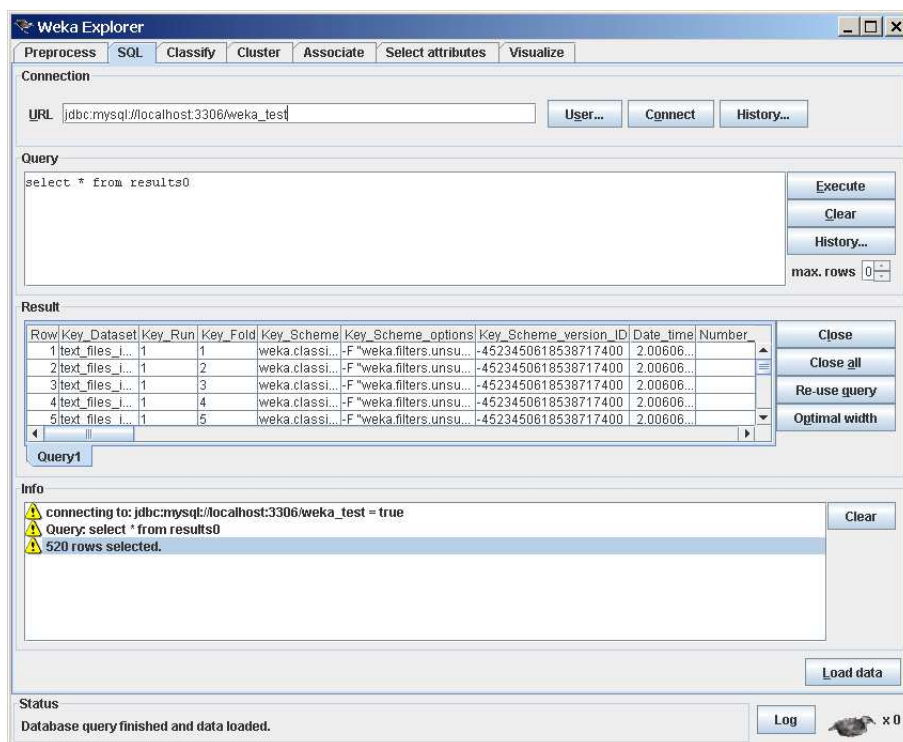 Weka Explorer
Preprocess SQL Classify Cluster Associate Select attributes Visualize
Connection
URL jdbc:mysql://localhost:3306/weka_test User... Connect History...
Query
select * from results0
Execute
Clear
History...
max. rows 0
Result
Row Key_Dataset Key_Run Key_Fold Key_Scheme Key_Scheme_options Key_Scheme_version_ID Date_time Number_
1 text_files_i... 1 1 weka.classi... -F "weka.filters.unsu... -4523450618538717400 2.00606...
2 text_files_i... 1 2 weka.classi... -F "weka.filters.unsu... -4523450618538717400 2.00606...
3 text_files_i... 1 3 weka.classi... -F "weka.filters.unsu... -4523450618538717400 2.00606...
4 text_files_i... 1 4 weka.classi... -F "weka.filters.unsu... -4523450618538717400 2.00606...
5 text_files_i... 1 5 weka.classi... -F "weka.filters.unsu... -4523450618538717400 2.00606...
Close
Close all
Re-use query
Optimal width
Query1
Info
connecting to: jdbc:mysql://localhost:3306/weka_test = true
Query: select * from results0
520 rows selected.
Clear
Load data
Status
Database query finished and data loaded.
Log x 0